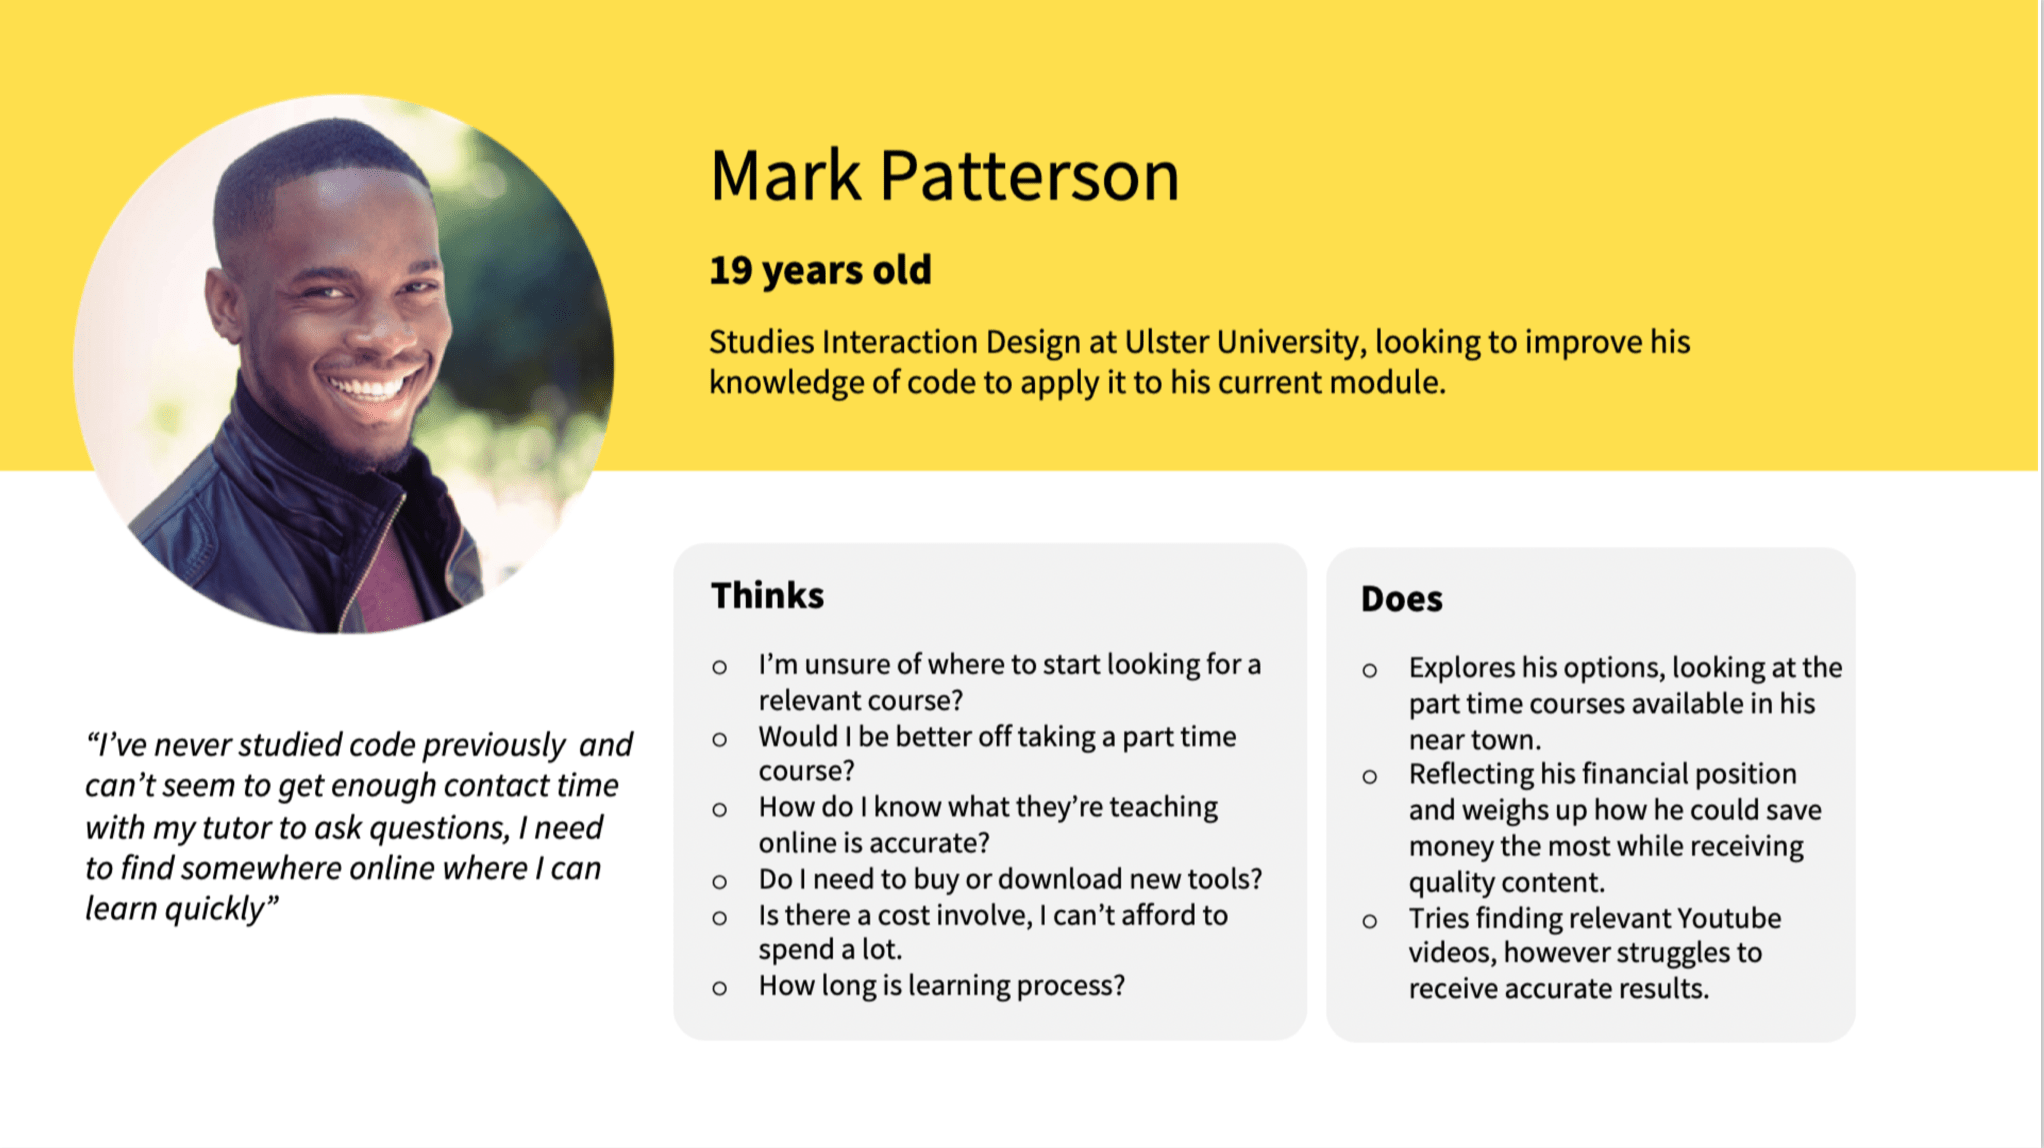 Mark Patterson
19 years old
Studies Interaction Design at Ulster University, looking to improve his
knowledge of code to apply it to his current module.
“I’ve never studied code previously  and
can’t seem to get enough contact time
with my tutor to ask questions, I need
to find somewhere online where I can
learn quickly”
Thinks
○ I’m unsure of where to start looking for a
relevant course?
○ Would I be better off taking a part time
course?
○ How do I know what they’re teaching
online is accurate?
○ Do I need to buy or download new tools?
○ Is there a cost involve, I can’t afford to
spend a lot.
○ How long is learning process?
Does
○ Explores his options, looking at the
part time courses available in his
near town.
○ Reflecting his financial position
and weighs up how he could save
money the most while receiving
quality content.
○ Tries finding relevant Youtube
videos, however struggles to
receive accurate results.